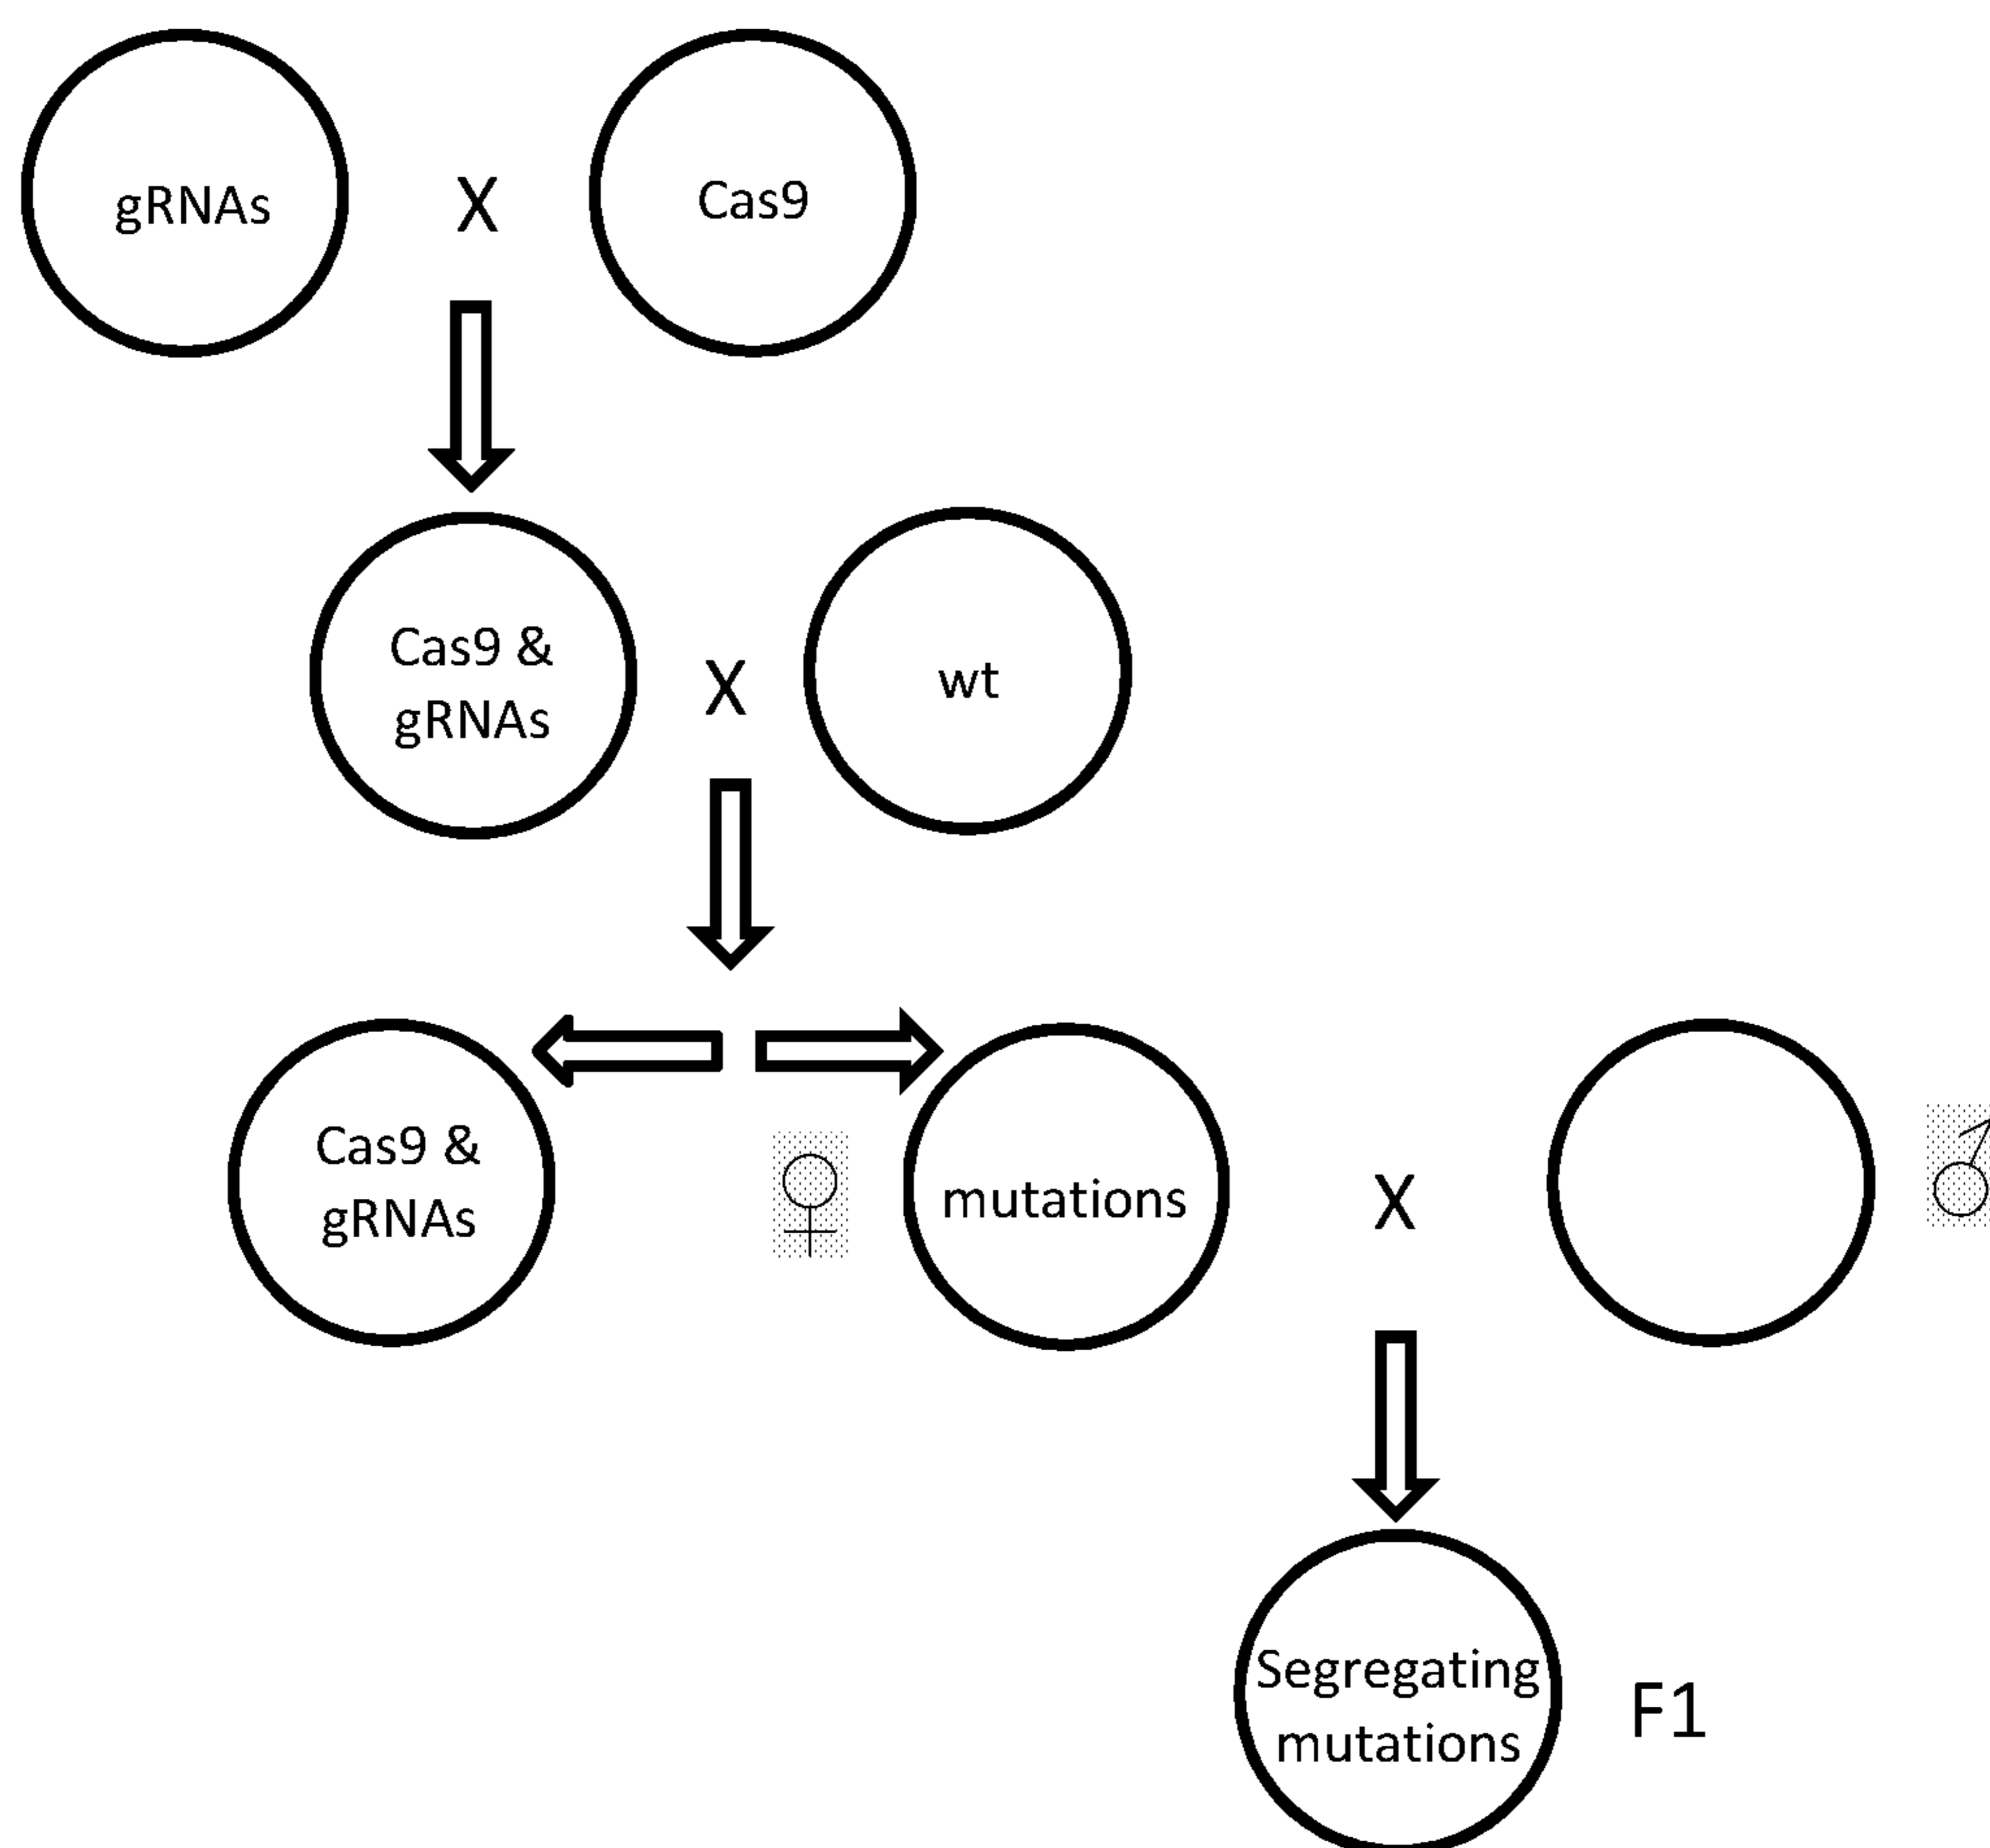 gRNAs X Cas9
Cas9 &
gRNAs
X wt
Cas9 &
gRNAs
♀ mutations X ♂
Segregating
mutations
F1